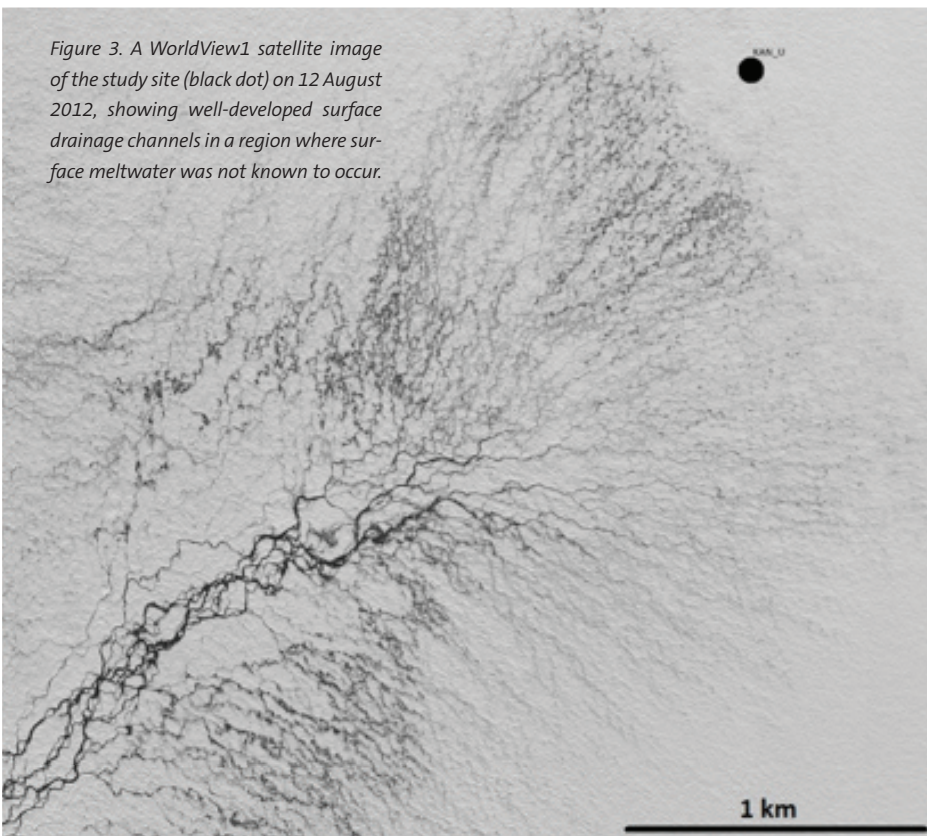 Figure 3. A WorldView1 satellite image
of the study site (black dot) on 12 August
2012, showing well-developed surface
drainage channels in a region where sur-
face meltwater was not known to occur.
KAN_U
1 km